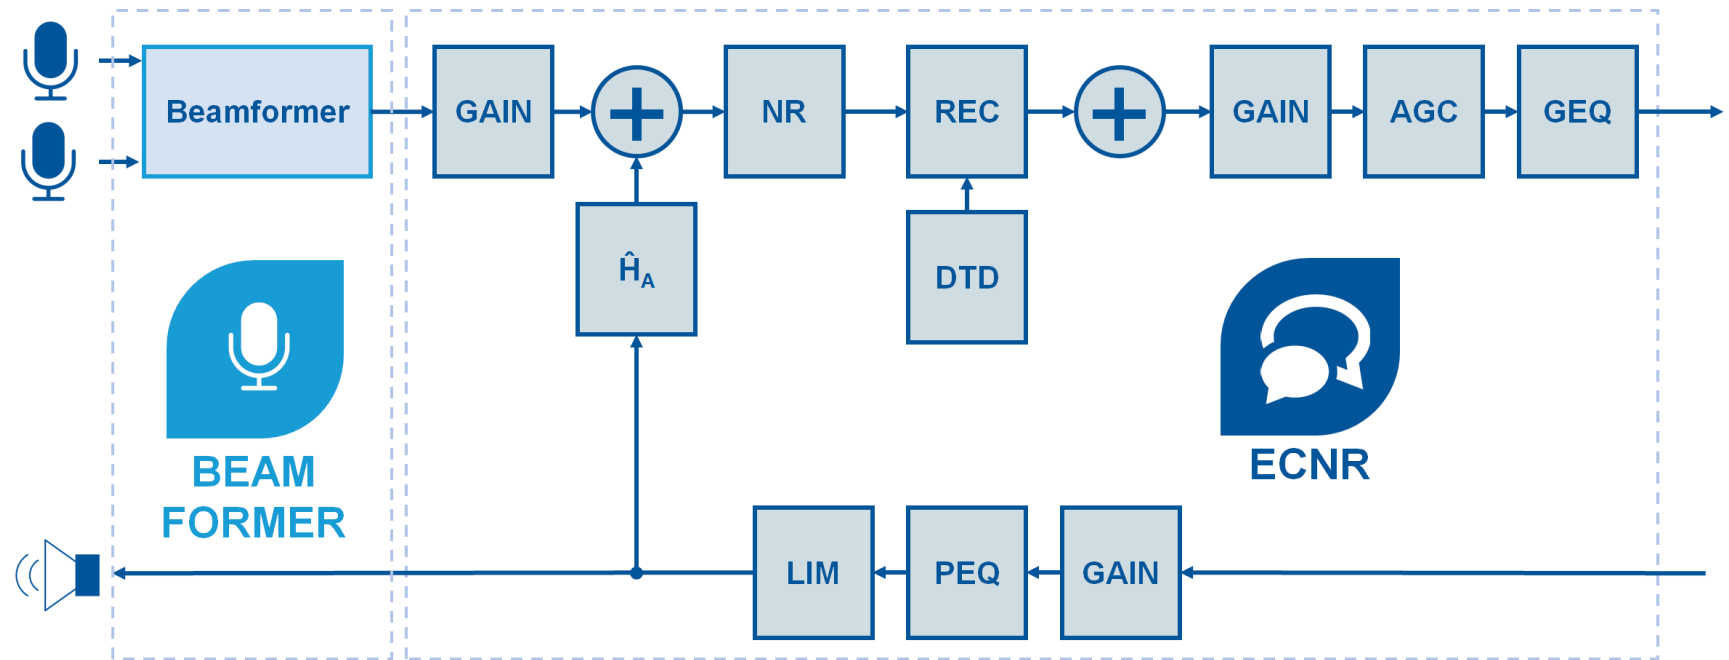 Beamformer
GAIN
+
NR
REC
+
GAIN
AGC
GEQ
ĤA
DTD
BEAM
FORMER
ECNR
LIM
PEQ
GAIN